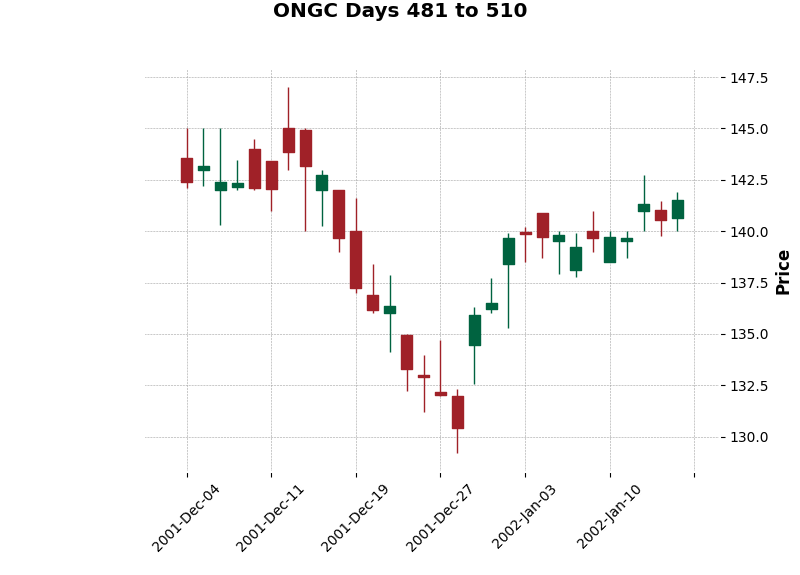 ONGC Days 481 to 510
147.5
145.0
142.5
140.0
137.5
135.0
132.5
130.0
Price
2001-Dec-04
2001-Dec-11
2001-Dec-19
2001-Dec-27
2002-Jan-03
2002-Jan-10